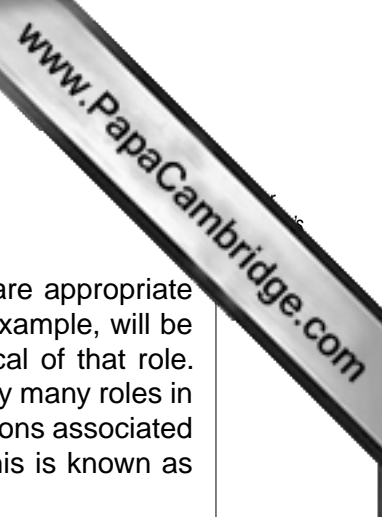 www.PapaCambridge.com
are appropriate
example, will be
cal of that role.
y many roles in
ons associated
his is known as